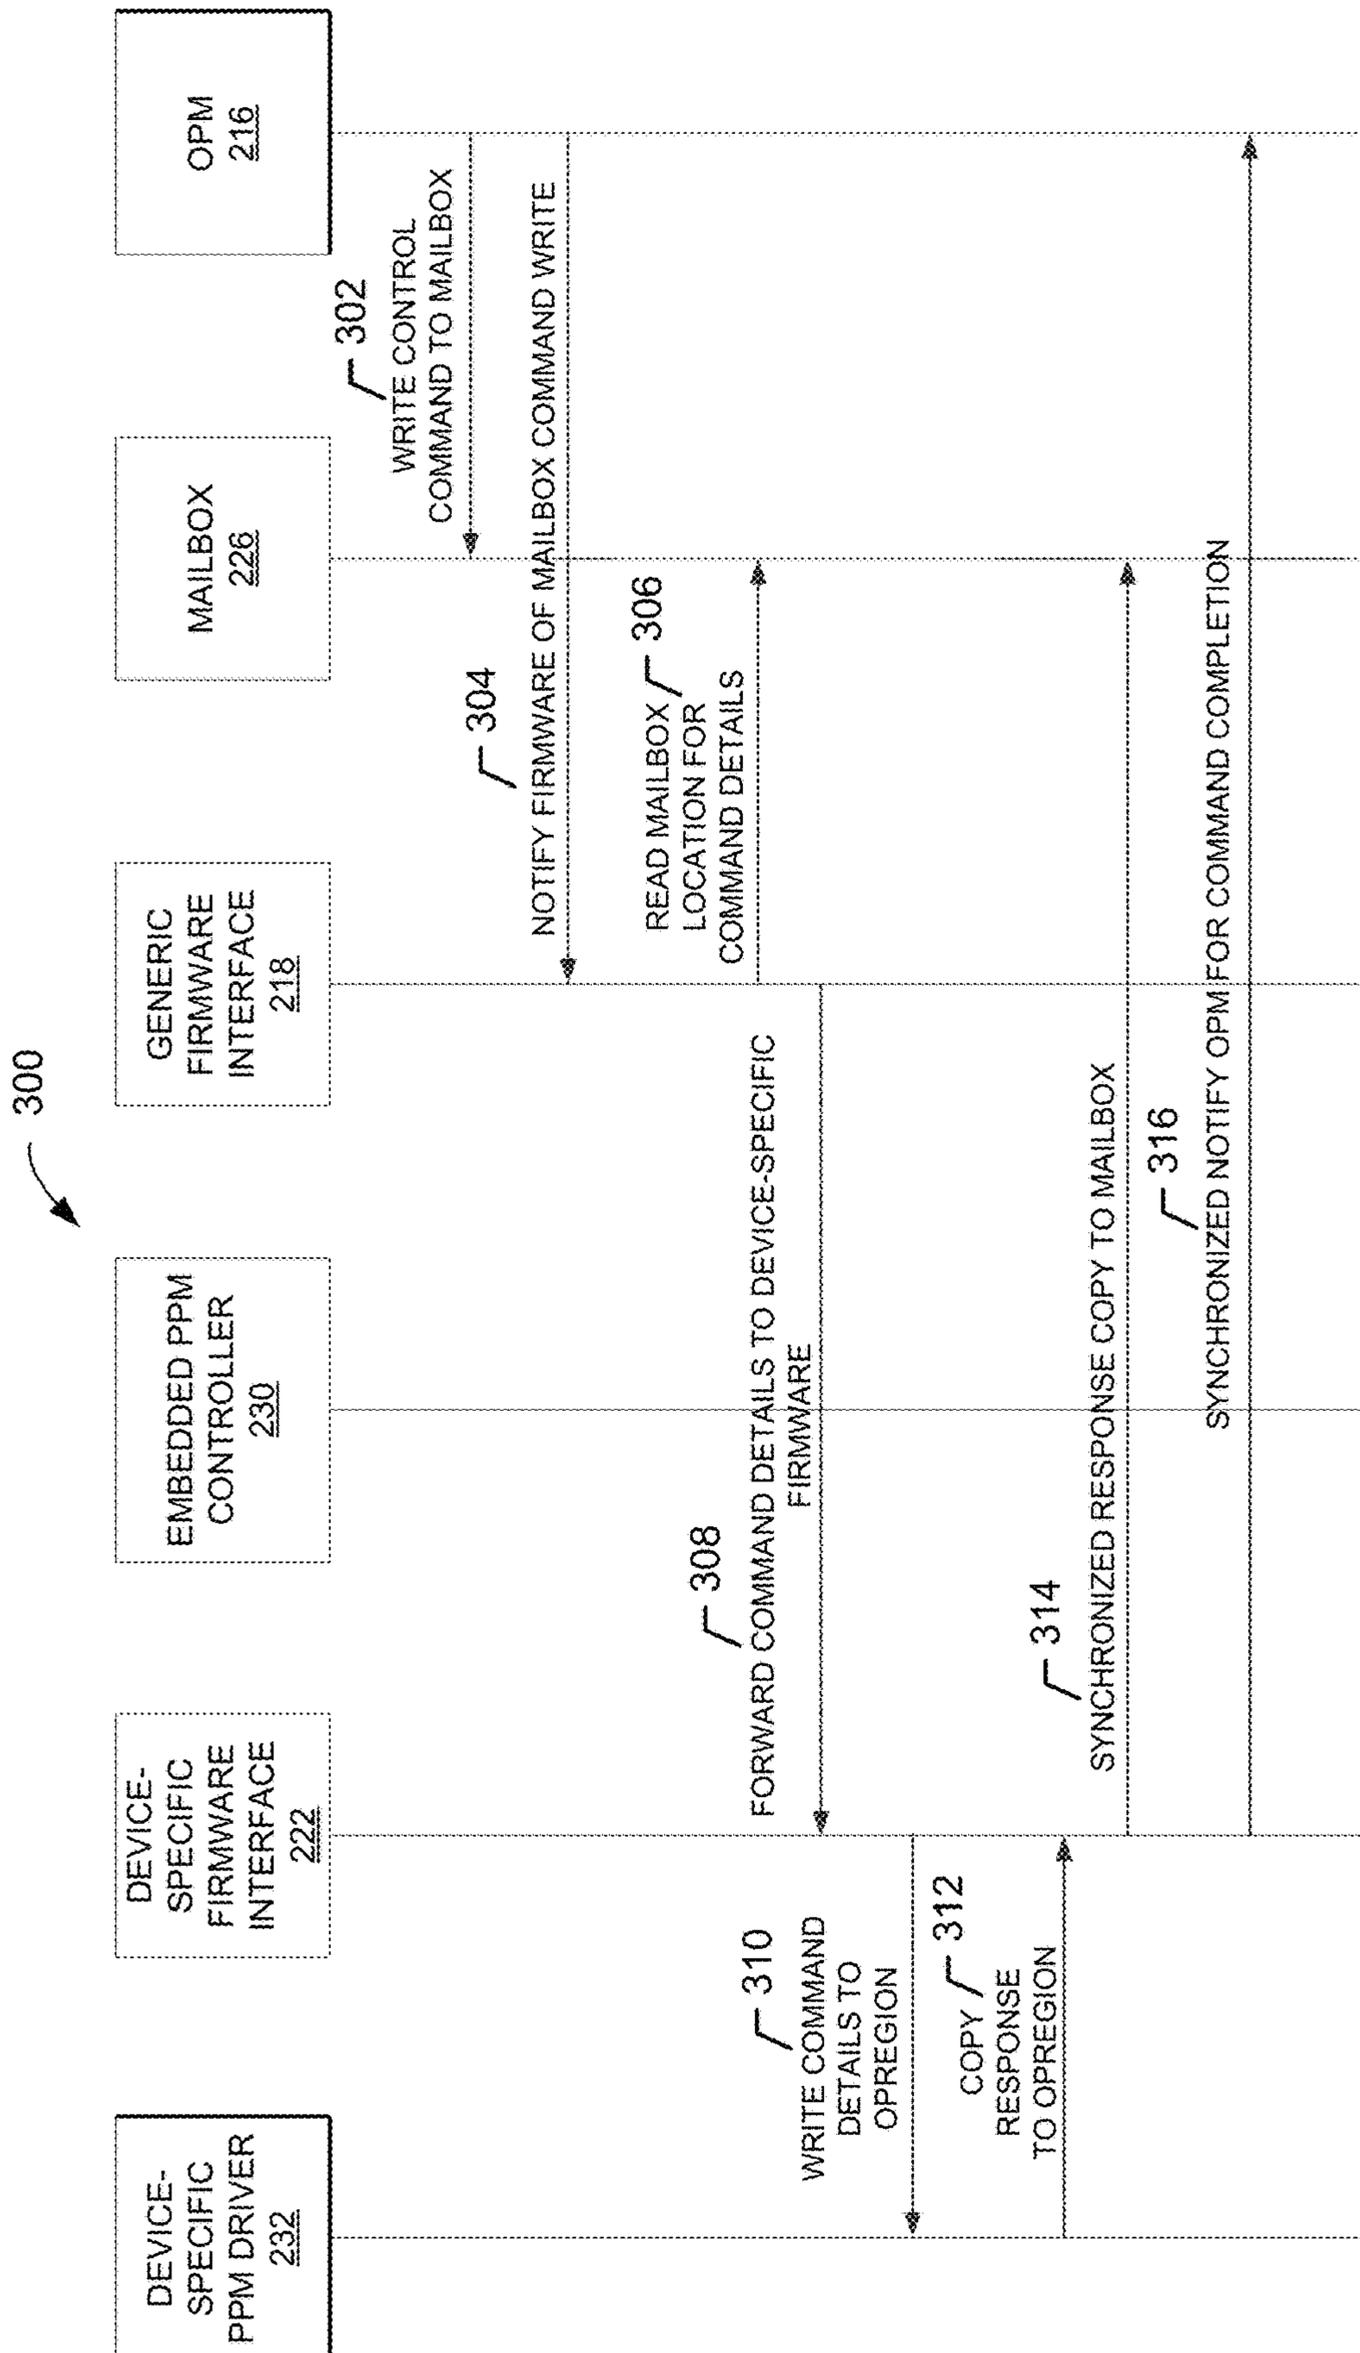 300
DEVICE-
SPECIFIC
PPM DRIVER
232
DEVICE-
SPECIFIC
FIRMWARE
INTERFACE
222
EMBEDDED PPM
CONTROLLER
230
GENERIC
FIRMWARE
INTERFACE
218
MAILBOX
226
OPM
216
302
WRITE CONTROL
COMMAND TO MAILBOX
304
NOTIFY FIRMWARE OF MAILBOX COMMAND WRITE
306
READ MAILBOX
LOCATION FOR
COMMAND DETAILS
308
FORWARD COMMAND DETAILS TO DEVICE-SPECIFIC
FIRMWARE
310
WRITE COMMAND
DETAILS TO
OPREGION
312
COPY
RESPONSE
TO OPREGION
314
SYNCHRONIZED RESPONSE COPY TO MAILBOX
316
SYNCHRONIZED NOTIFY OPM FOR COMMAND COMPLETION